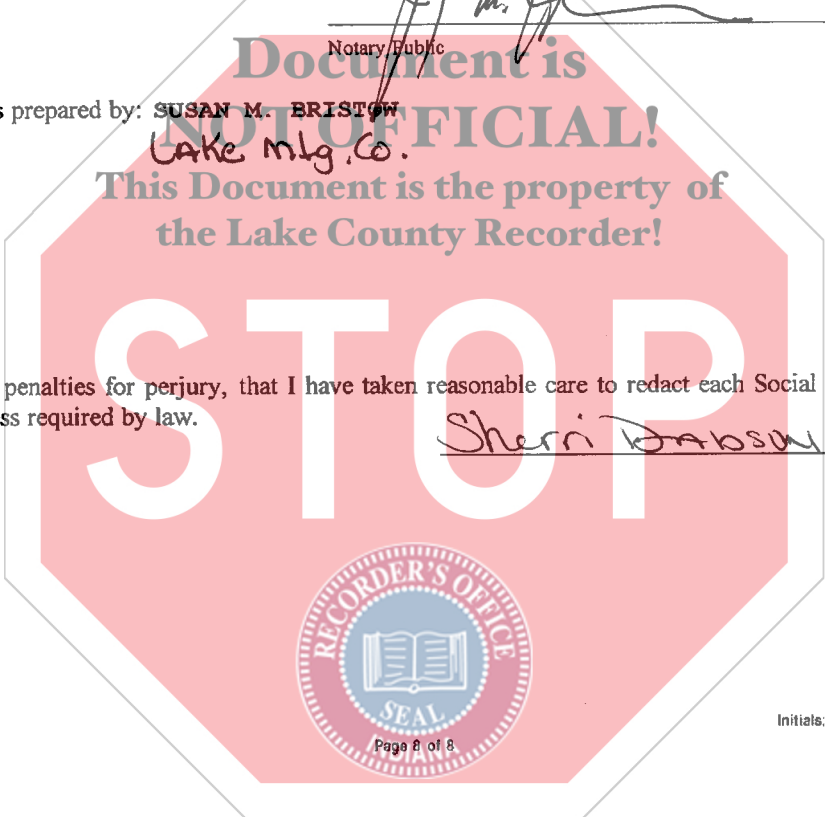 Notary Public
Document is
s prepared by: SUSAN M. BRISTOW
NOT OFFICIAL!
LAKe Mtg. Co.
This Document is the property of
the Lake County Recorder!
STOP
penalties for perjury, that I have taken reasonable care to redact each Social
ss required by law.
Sherri
RECORDER'S OFFICE
SEAL
INDIANA
Initials:
Page 8 of 8